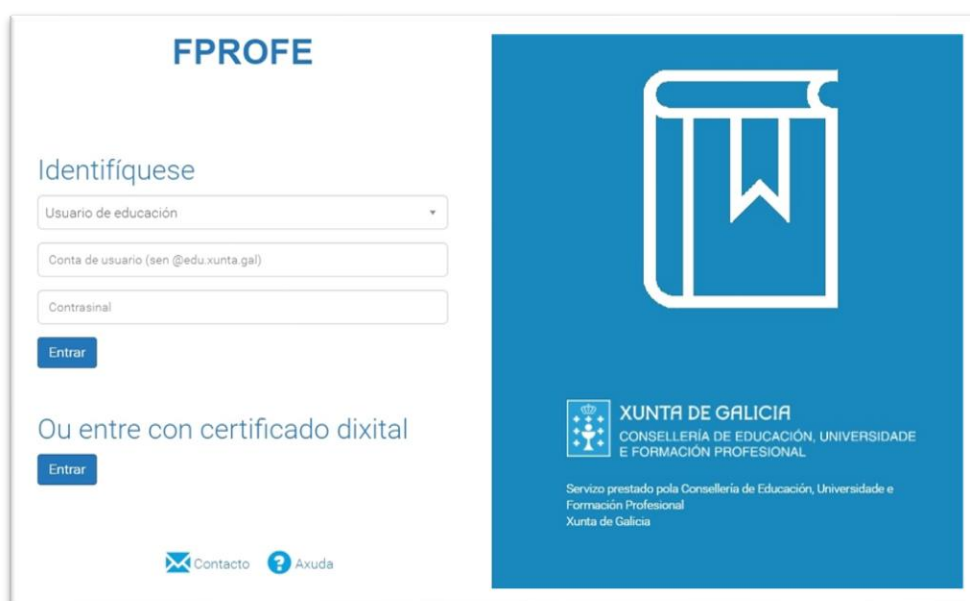 FPROFE
Identifíquese
Usuario de educación
Conta de usuario (sen @edu.xunta.gal)
Contrasinal
Entrar
Ou entre con certificado dixital
Entrar
Contacto
? Axuda
XUNTA DE GALICIA
CONSELLERÍA DE EDUCACIÓN, UNIVERSIDADE
E FORMACIÓN PROFESIONAL
Servizo prestado pola Consellería de Educación, Universidade e
Formación Profesional
Xunta de Galicia